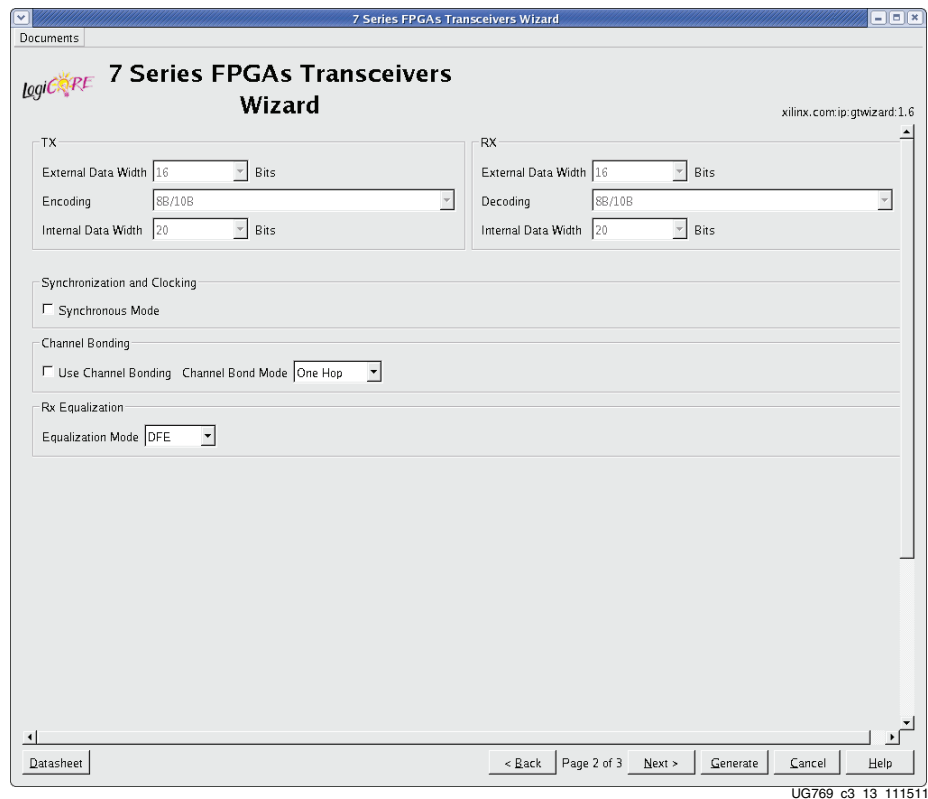 7 Series FPGAs Transceivers Wizard
Documents
LogiCORE
7 Series FPGAs Transceivers
Wizard
xilinx.com:ip:gtwizard:1.6
TX
External Data Width 16 Bits
Encoding 8B/10B
Internal Data Width 20 Bits
RX
External Data Width 16 Bits
Decoding 8B/10B
Internal Data Width 20 Bits
Synchronization and Clocking
Synchronous Mode
Channel Bonding
Use Channel Bonding Channel Bond Mode One Hop
Rx Equalization
Equalization Mode DFE
Datasheet < Back Page 2 of 3 Next > Generate Cancel Help
UG769_c3_13_111511